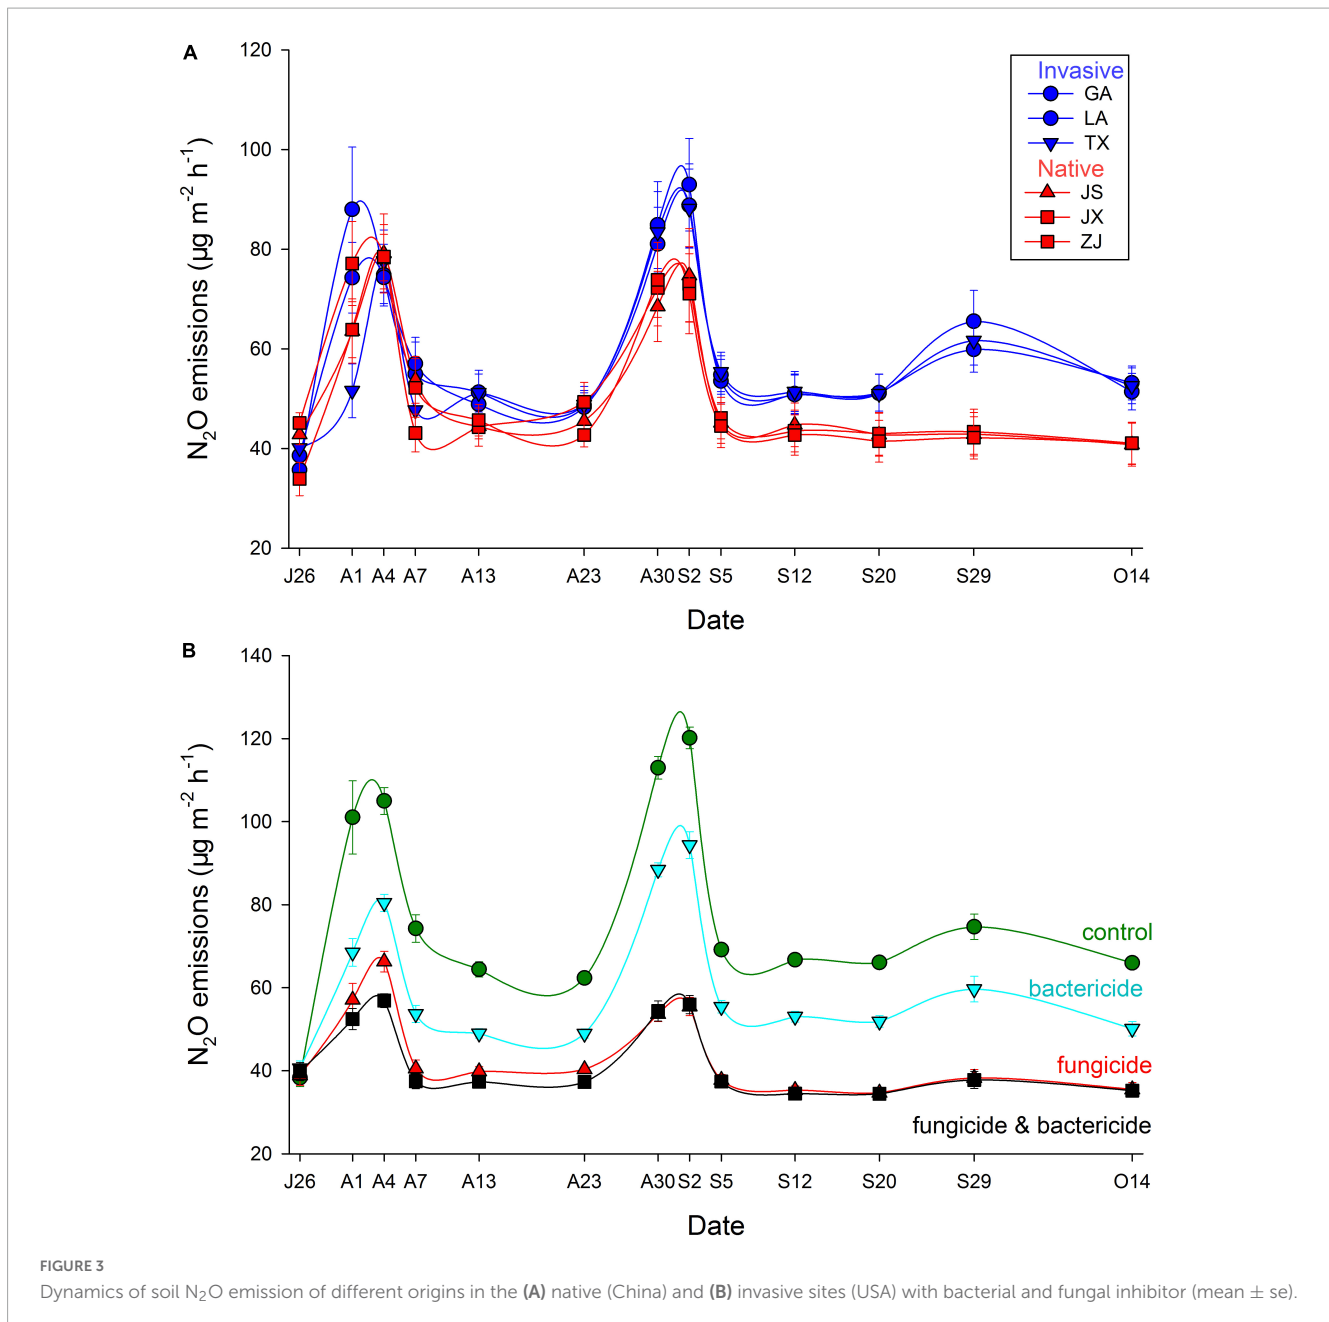 A
120
100
80
60
40
20
N2O emissions (µg m-2 h-1)
Invasive
GA
LA
TX
Native
JS
JX
ZJ
J26 A1 A4 A7 A13 A23 A30 S2 S5 S12 S20 S29 O14
Date
B
140
120
100
80
60
40
20
N2O emissions (µg m-2 h-1)
control
bactericide
fungicide
fungicide & bactericide
J26 A1 A4 A7 A13 A23 A30 S2 S5 S12 S20 S29 O14
Date
FIGURE 3
Dynamics of soil N2O emission of different origins in the (A) native (China) and (B) invasive sites (USA) with bacterial and fungal inhibitor (mean ± se).